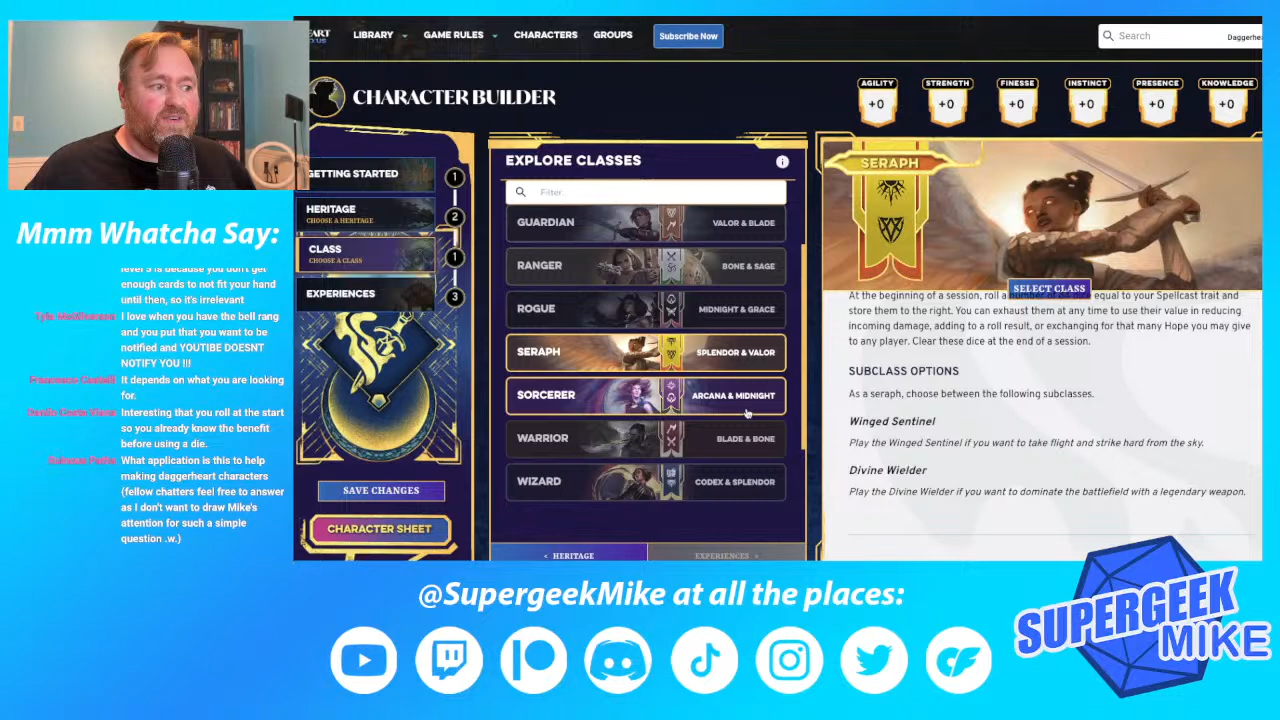 ART
D:US
LIBRARY
GAME RULES
CHARACTERS
GROUPS
Subscribe Now
Search
Daggerhea
CHARACTER BUILDER
AGILITY
STRENGTH
FINESSE
INSTINCT
PRESENCE
KNOWLEDGE
+0
+0
+0
+0
+0
+0
GETTING STARTED
1
HERITAGE
CHOOSE A HERITAGE
2
CLASS
CHOOSE A CLASS
1
EXPERIENCES
3
SAVE CHANGES
CHARACTER SHEET
EXPLORE CLASSES
Filter
GUARDIAN
VALOR & BLADE
RANGER
BONE & SAGE
ROGUE
MIDNIGHT & GRACE
SERAPH
SPLENDOR & VALOR
SORCERER
ARCANA & MIDNIGHT
WARRIOR
BLADE & BONE
WIZARD
CODEX & SPLENDOR
< HERITAGE
EXPERIENCES >
SERAPH
SELECT CLASS
At the beginning of a session, roll a number of d4 dice equal to your Spellcast trait and
store them to the right. You can exhaust them at any time to use their value in reducing
incoming damage, adding to a roll result, or exchanging for that many Hope you may give
to any player. Clear these dice at the end of a session.
SUBCLASS OPTIONS
As a seraph, choose between the following subclasses.
Winged Sentinel
Play the Winged Sentinel if you want to take flight and strike hard from the sky.
Divine Wielder
Play the Divine Wielder if you want to dominate the battlefield with a legendary weapon.
Mmm Whatcha Say:
level 5 is because you don't get
enough cards to not fit your hand
until then, so it's irrelevant
I love when you have the bell rang
and you put that you want to be
notified and YOUTIBE DOESNT
NOTIFY YOU !!!
It depends on what you are looking
for.
Interesting that you roll at the start
so you already know the benefit
before using a die.
What application is this to help
making daggerheart characters
(fellow chatters feel free to answer
as I don't want to draw Mike's
attention for such a simple
question .w.)
@SupergeekMike at all the places:
SUPERGEEK
MIKE